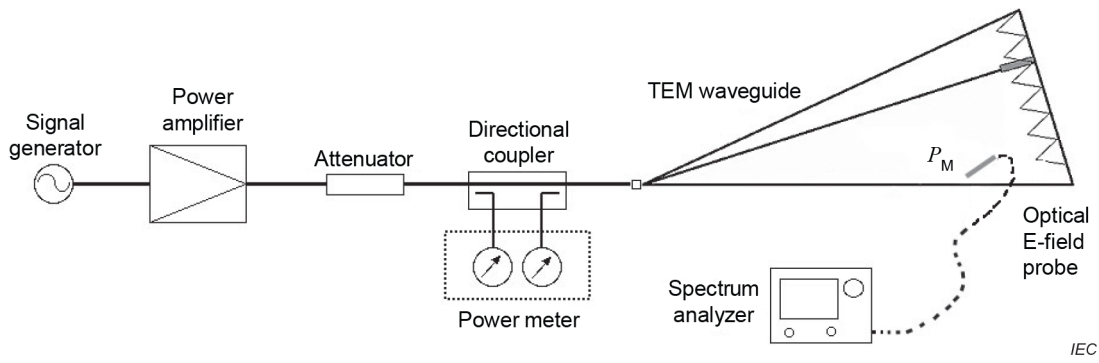 Signal
generator
Power
amplifier
Attenuator
Directional
coupler
Power meter
TEM waveguide
P_M
Optical
E-field
probe
Spectrum
analyzer
IEC